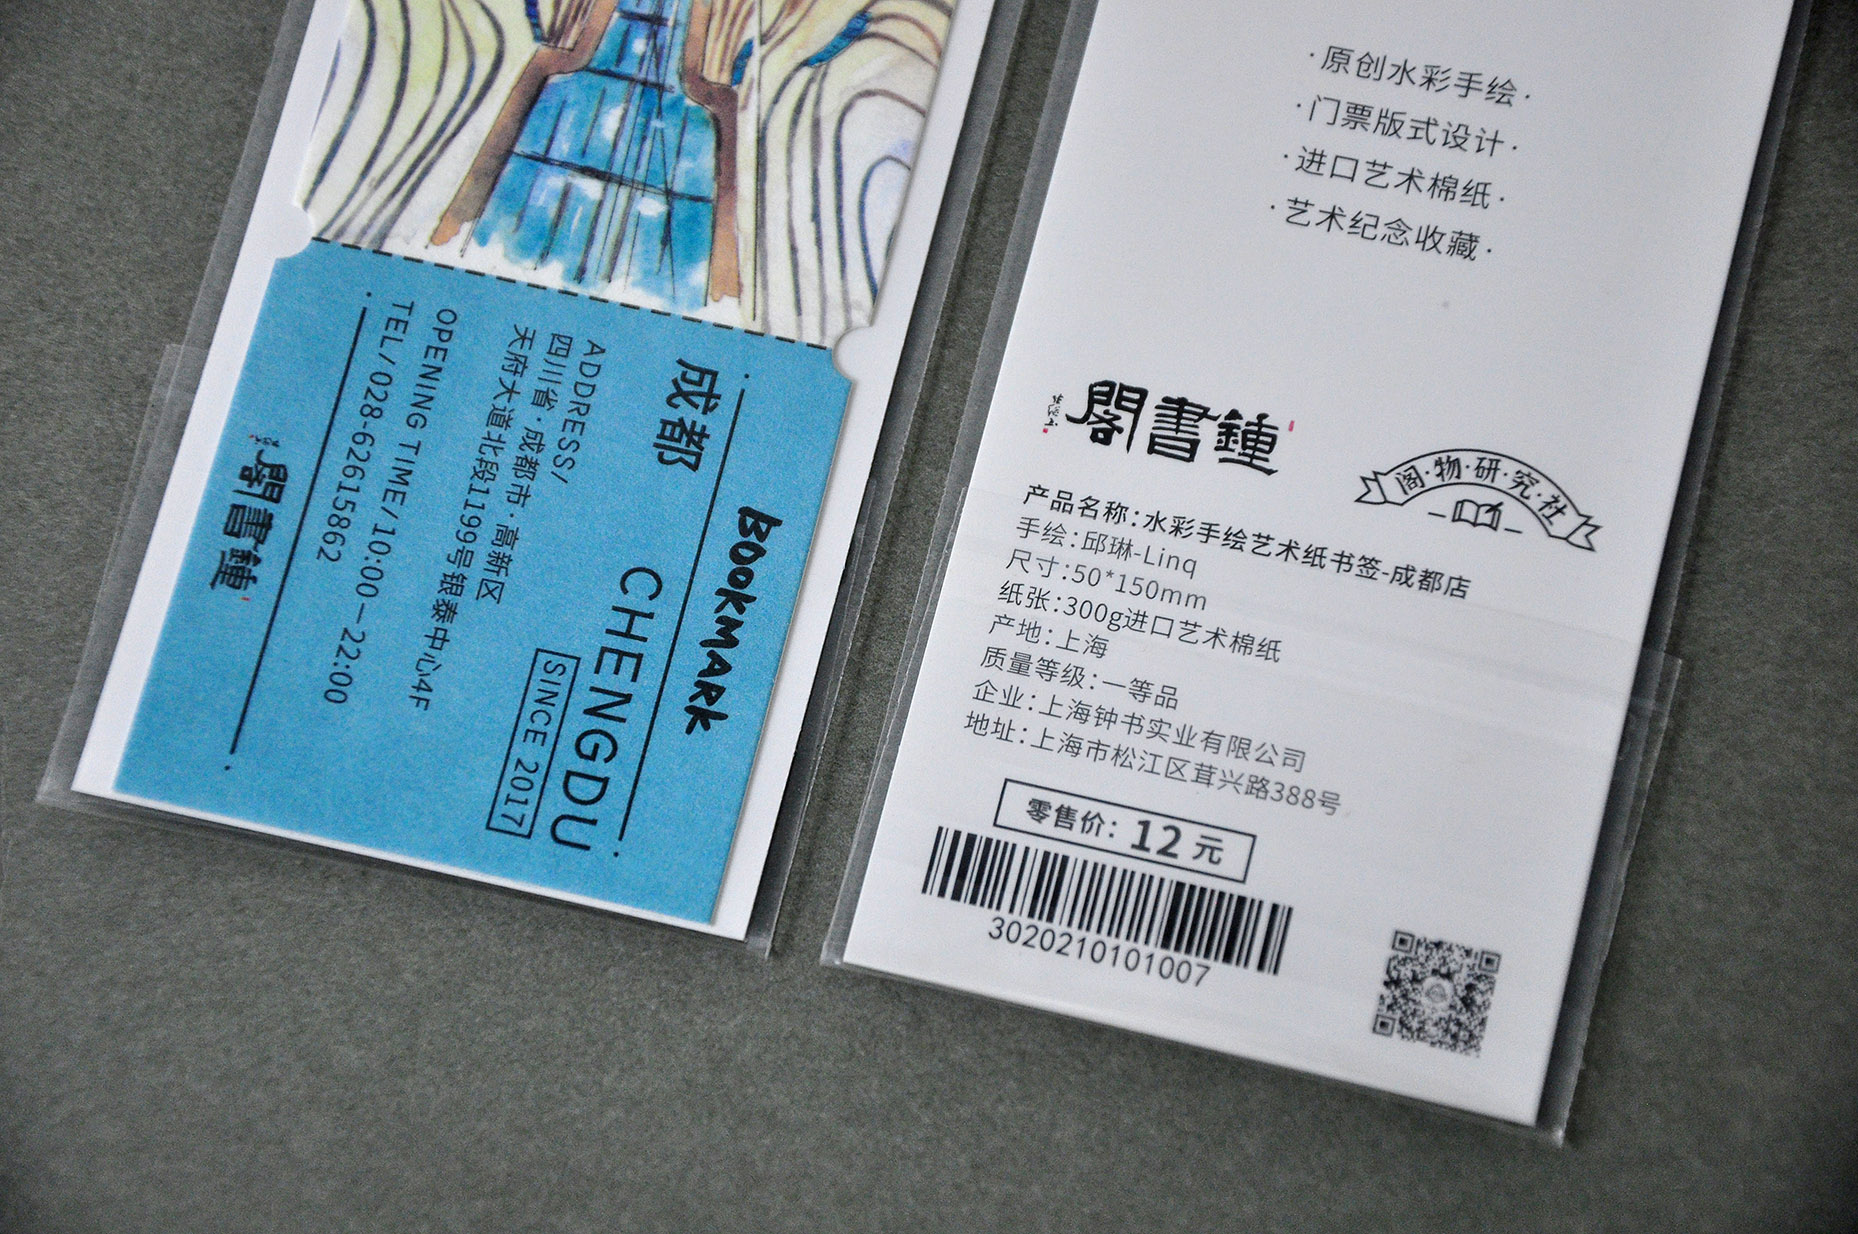 BOOKMARK
成都
CHENGDU
SINCE 2017
ADDRESS/
四川省·成都市·高新区
天府大道北段1199号银泰中心4F
OPENING TIME/10:00—22:00
TEL/028-62615862
閣書鍾
·原创水彩手绘·
·门票版式设计·
·进口艺术棉纸·
·艺术纪念收藏·
閣書鍾
阁·物·研·究·社
产品名称：水彩手绘艺术纸书签-成都店
手绘：邱琳-Linq
尺寸：50*150mm
纸张：300g进口艺术棉纸
产地：上海
质量等级：一等品
企业：上海钟书实业有限公司
地址：上海市松江区茸兴路388号
零售价：12元
3020210101007